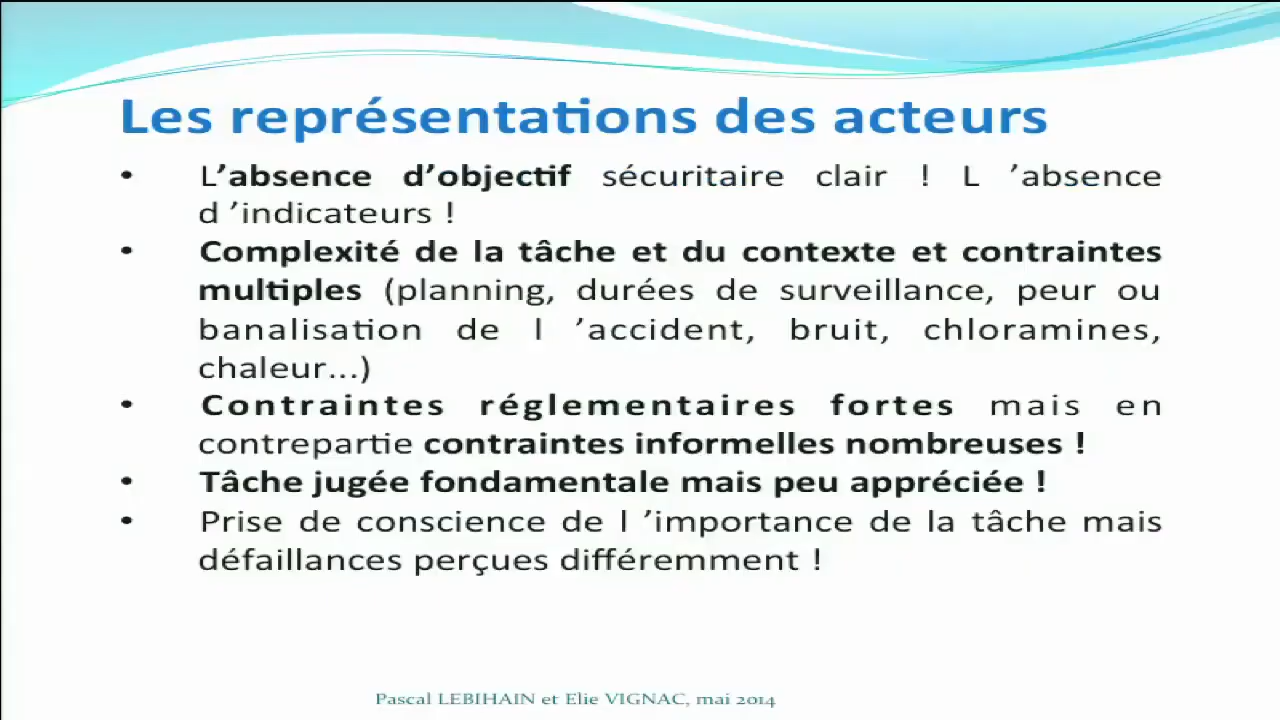 Les représentations des acteurs
• L’absence d’objectif sécuritaire clair ! L ’absence
d ’indicateurs !
• Complexité de la tâche et du contexte et contraintes
multiples (planning, durées de surveillance, peur ou
banalisation de l ’accident, bruit, chloramines,
chaleur...)
• Contraintes réglementaires fortes mais en
contrepartie contraintes informelles nombreuses !
• Tâche jugée fondamentale mais peu appréciée !
• Prise de conscience de l ’importance de la tâche mais
défaillances perçues différemment !
Pascal LEBIHAIN et Elie VIGNAC, mai 2014